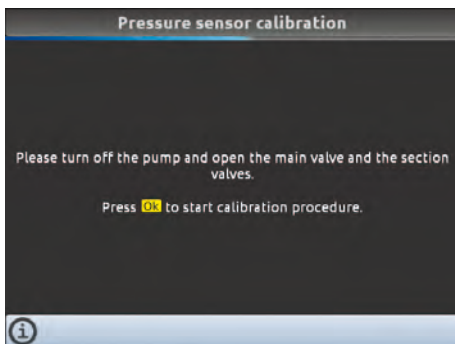 Pressure sensor calibration
Please turn off the pump and open the main valve and the section
valves.
Press Ok to start calibration procedure.